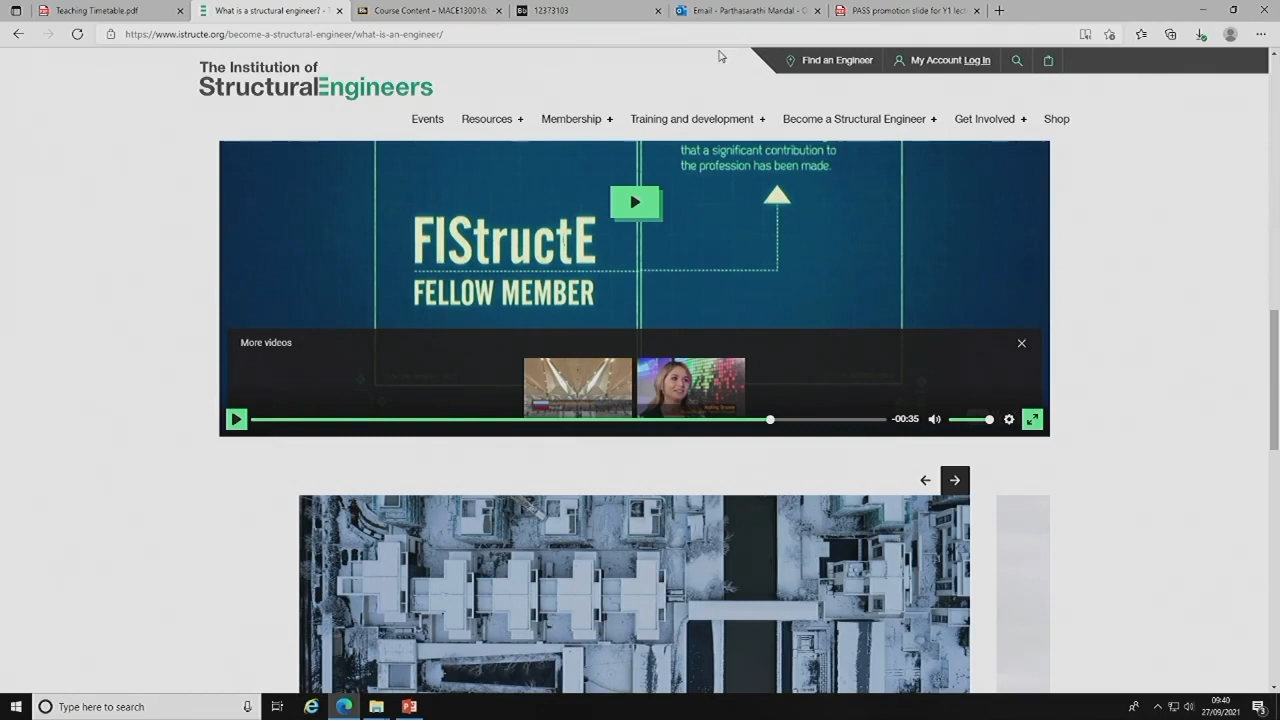 Teaching Timetable.pdf
What is a structural engineer? - T
Course Content – MACE13001&
Bb 12373103
Email - Parthasarathi Mandal - O
PASS promotion slide for Y1 lect
https://www.istructe.org/become-a-structural-engineer/what-is-an-engineer/
Find an Engineer
My Account Log In
The Institution of
StructuralEngineers
Events
Resources +
Membership +
Training and development +
Become a Structural Engineer +
Get Involved +
Shop
that a significant contribution to
the profession has been made.
FIStructE
FELLOW MEMBER
More videos
-00:35
Type here to search
09:40
27/09/2021